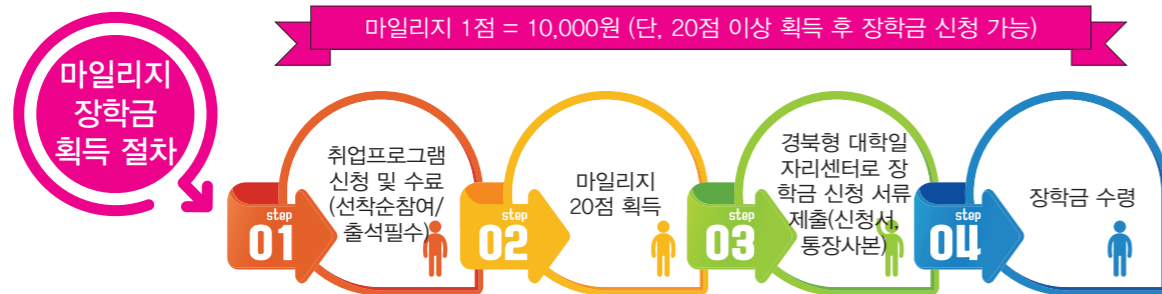 마일리지 1점 = 10,000원 (단, 20점 이상 획득 후 장학금 신청 가능)
마일리지
장학금
획득 절차
step
01
취업프로그램
신청 및 수료
(선착순참여/
출석필수)
step
02
마일리지
20점 획득
step
03
경북형 대학일
자리센터로 장
학금 신청 서류
제출(신청서,
통장사본)
step
04
장학금 수령